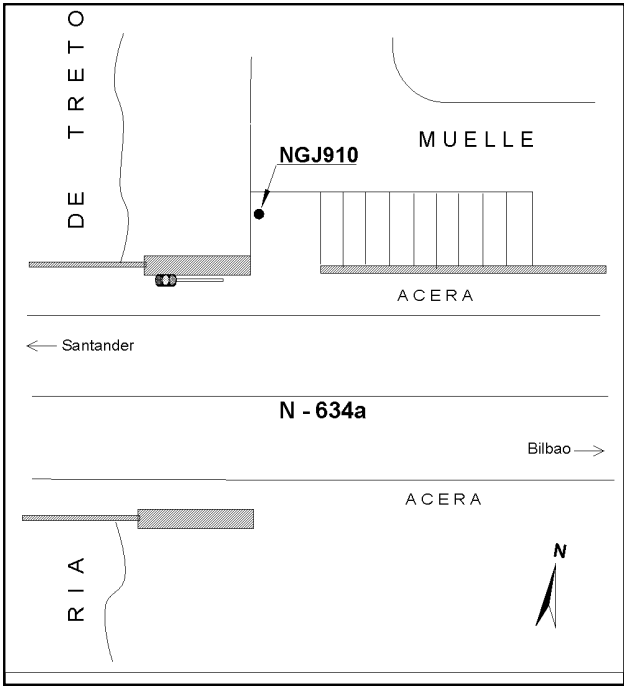 DE TRETO
MUELLE
NGJ910
ACERA
Santander
N - 634a
Bilbao
ACERA
RIA
N